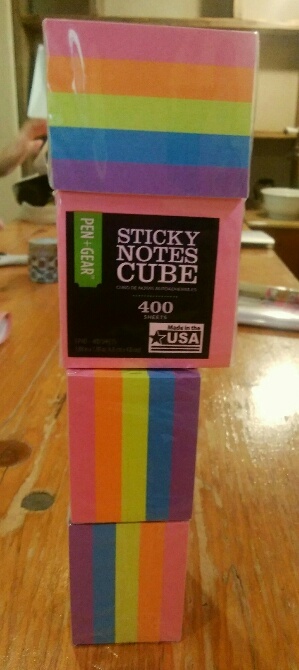 PEN+GEAR
STICKY
NOTES
CUBE
400
SHEETS
Made in the
USA